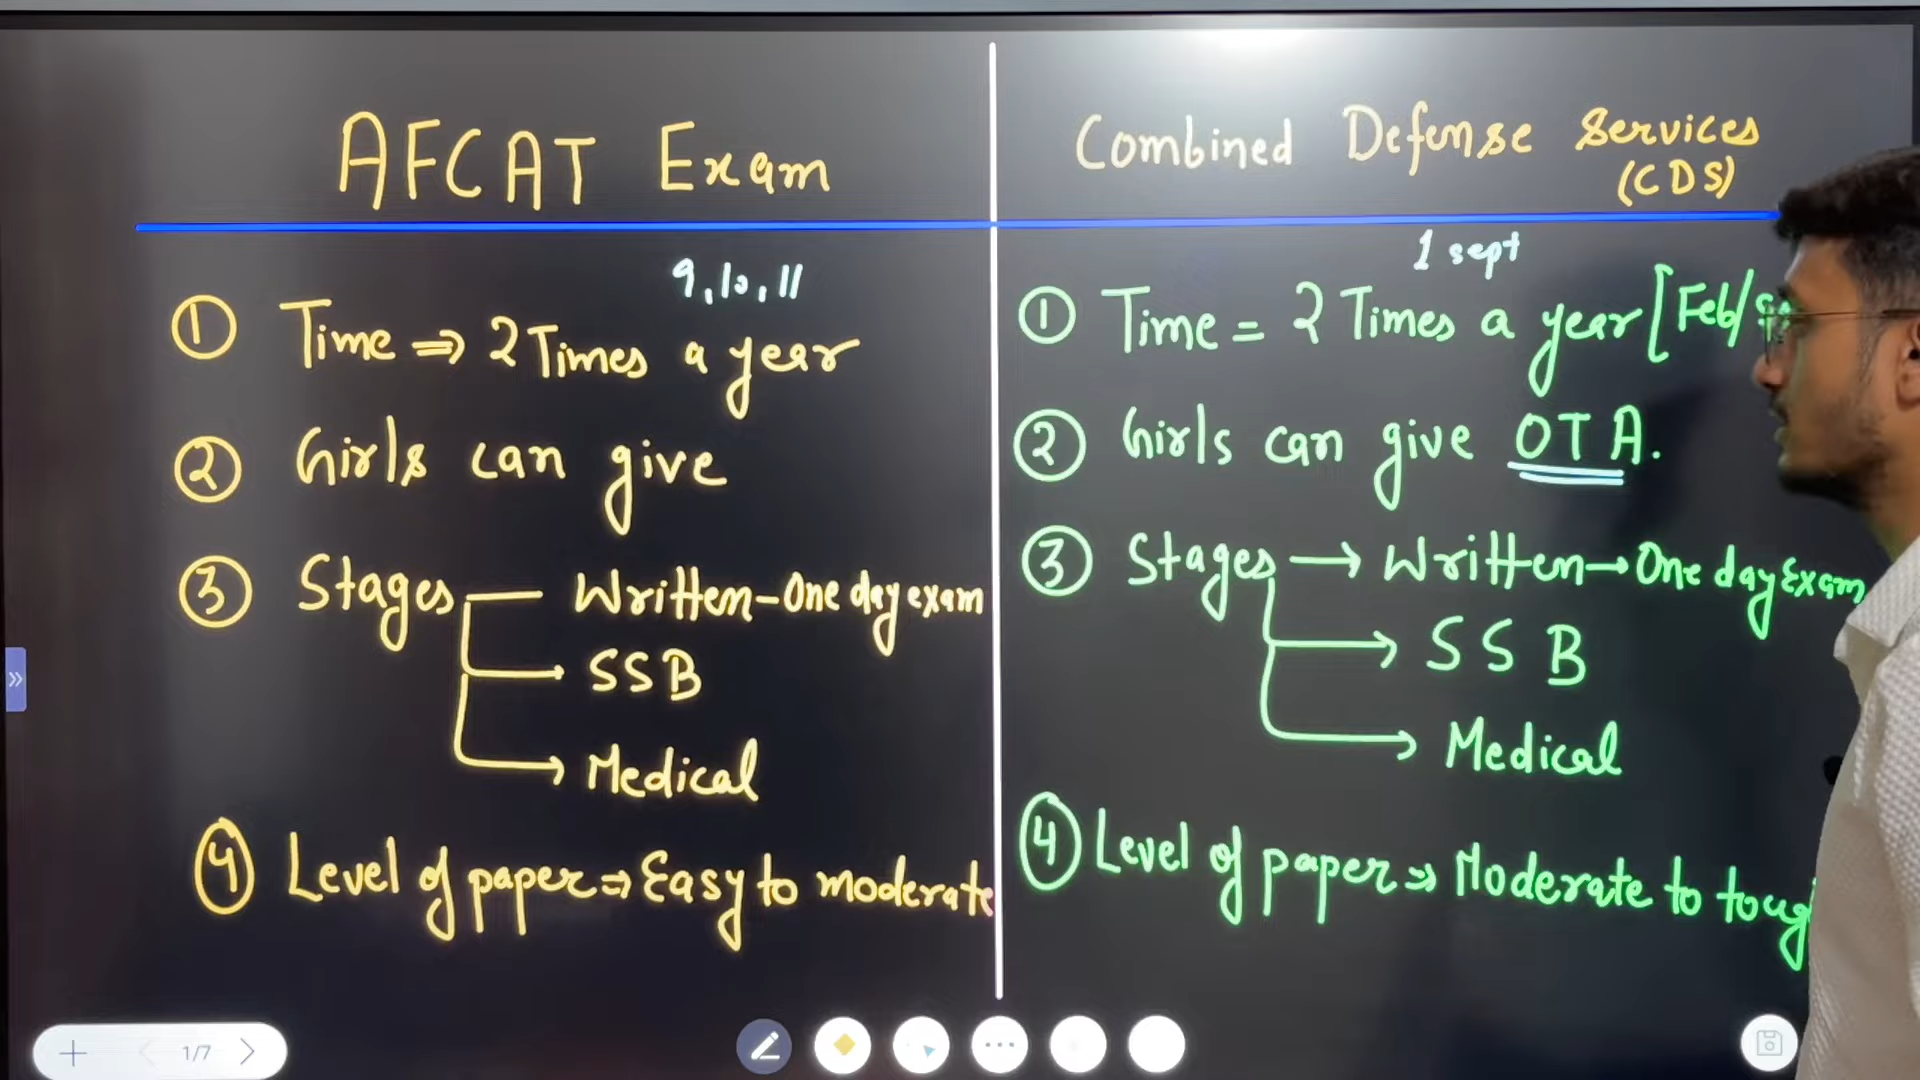 AFCAT Exam
9, 10, 11
① Time ⇒ 2 Times a year
② Girls can give
③ Stages Written - One day exam
→ SSB
→ Medical
④ Level of paper ⇒ Easy to moderate
Combined Defense Services
(CDS)
1 sept
① Time = 2 Times a year [Feb/
② Girls can give OTA.
③ Stages → Written → One day Exam
→ SSB
→ Medical
④ Level of paper ⇒ Moderate to
1/7